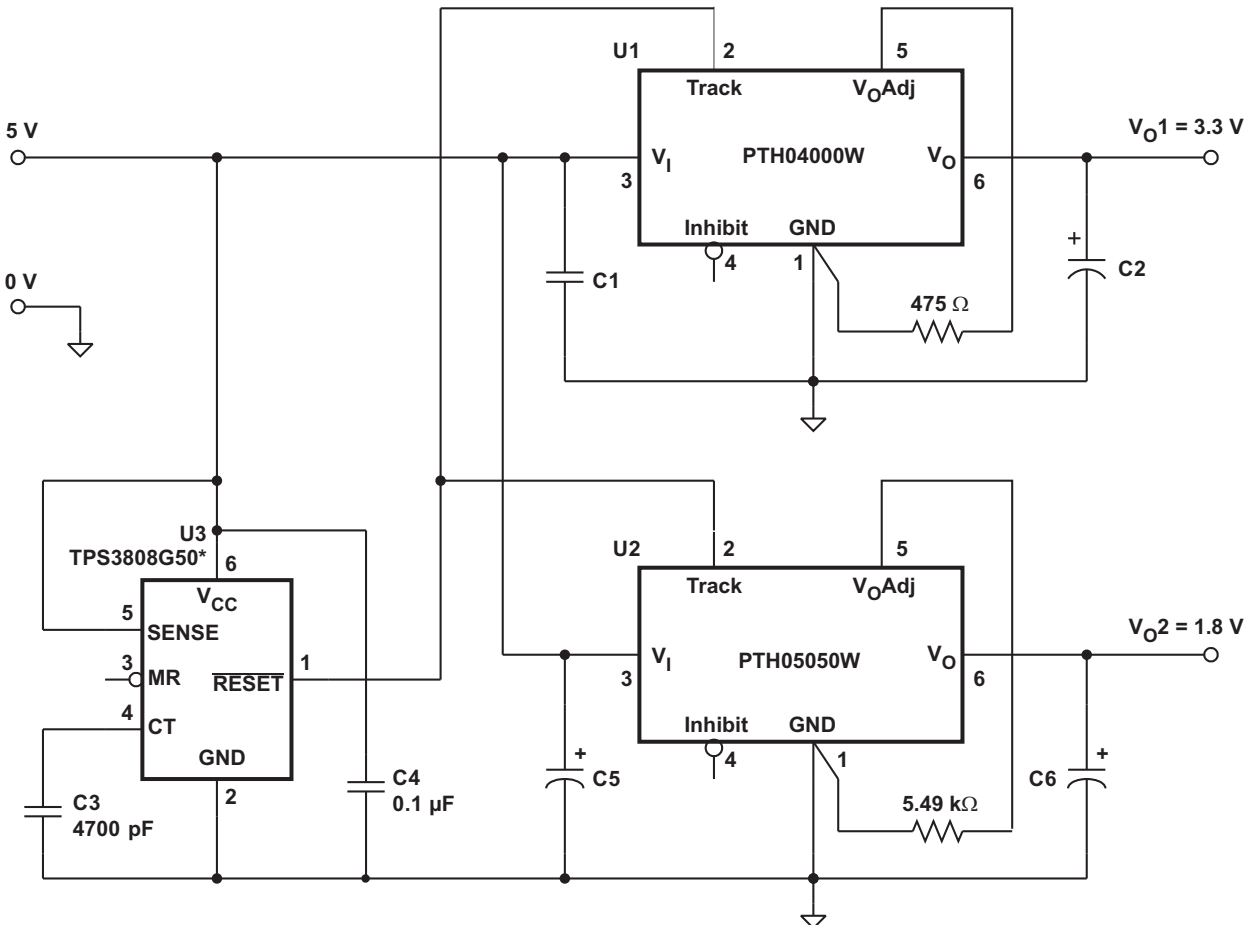 U1
2
5
Track
VOAdj
5 V
VI
PTH04000W
VO
VO1 = 3.3 V
3
6
Inhibit
GND
4
1
C1
+
C2
0 V
475 Ω
U3
TPS3808G50*
6
VCC
5
SENSE
3
MR
RESET
1
4
CT
GND
2
C3
4700 pF
C4
0.1 µF
U2
2
5
Track
VOAdj
VI
PTH05050W
VO
VO2 = 1.8 V
3
6
Inhibit
GND
4
1
+
C5
5.49 kΩ
C6
+